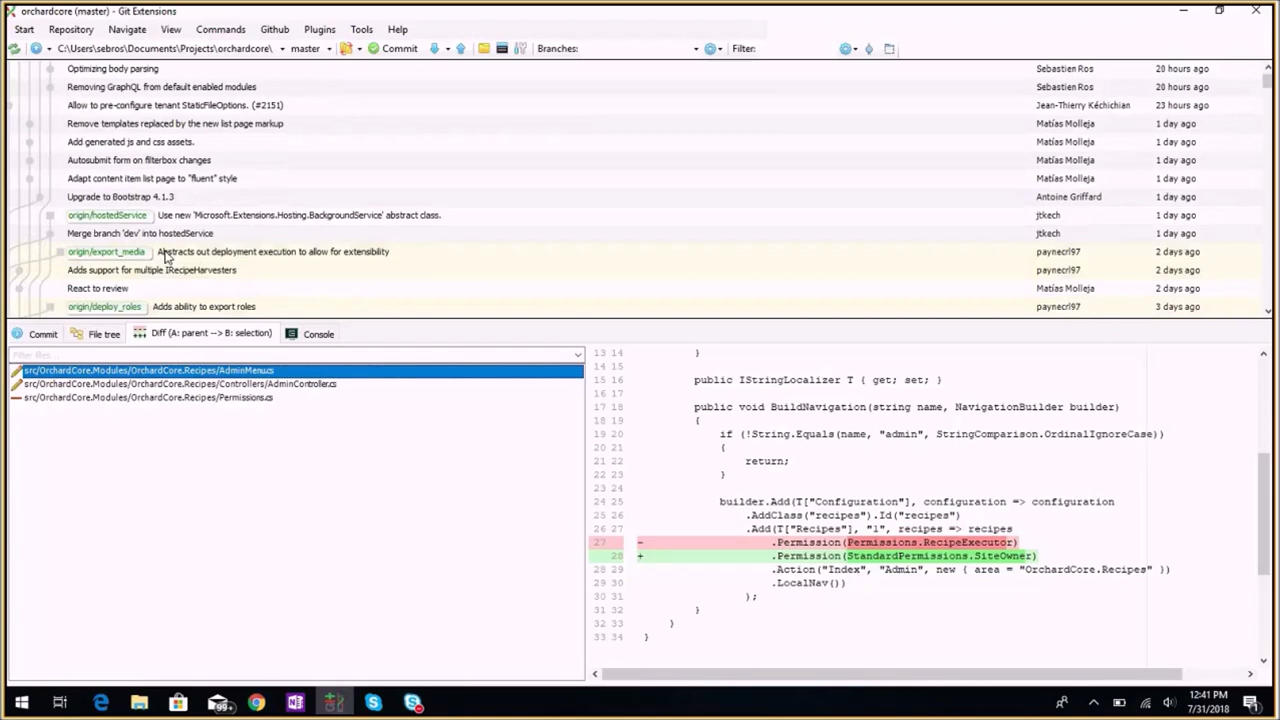 orchardcore (master) - Git Extensions
Start Repository Navigate View Commands Github Plugins Tools Help
C:\Users\sebros\Documents\Projects\orchardcore\ master Commit Branches: Filter:
Optimizing body parsing Sebastien Ros 20 hours ago
Removing GraphQL from default enabled modules Sebastien Ros 20 hours ago
Allow to pre-configure tenant StaticFileOptions. (#2151) Jean-Thierry Kéchichian 23 hours ago
Remove templates replaced by the new list page markup Matías Molleja 1 day ago
Add generated js and css assets. Matías Molleja 1 day ago
Autosubmit form on filterbox changes Matías Molleja 1 day ago
Adapt content item list page to "fluent" style Matías Molleja 1 day ago
Upgrade to Bootstrap 4.1.3 Antoine Griffard 1 day ago
origin/hostedService Use new 'Microsoft.Extensions.Hosting.BackgroundService' abstract class. jtkech 1 day ago
Merge branch 'dev' into hostedService jtkech 1 day ago
origin/export_media Abstracts out deployment execution to allow for extensibility paynecrl97 2 days ago
Adds support for multiple IRecipeHarvesters paynecrl97 2 days ago
React to review Matías Molleja 2 days ago
origin/deploy_roles Adds ability to export roles paynecrl97 3 days ago
Commit File tree Diff (A: parent --> B: selection) Console
Filter files...
src/OrchardCore.Modules/OrchardCore.Recipes/AdminMenu.cs
src/OrchardCore.Modules/OrchardCore.Recipes/Controllers/AdminController.cs
src/OrchardCore.Modules/OrchardCore.Recipes/Permissions.cs
13 14 }
14 15
15 16 public IStringLocalizer T { get; set; }
16 17
17 18 public void BuildNavigation(string name, NavigationBuilder builder)
18 19 {
19 20 if (!String.Equals(name, "admin", StringComparison.OrdinalIgnoreCase))
20 21 {
21 22 return;
22 23 }
23 24
24 25 builder.Add(T["Configuration"], configuration => configuration
25 26 .AddClass("recipes").Id("recipes")
26 27 .Add(T["Recipes"], "1", recipes => recipes
27 - .Permission(Permissions.RecipeExecutor)
28 + .Permission(StandardPermissions.SiteOwner)
28 29 .Action("Index", "Admin", new { area = "OrchardCore.Recipes" })
29 30 .LocalNav())
30 31 );
31 32 }
32 33 }
33 34 }
99+
12:41 PM
7/31/2018
1